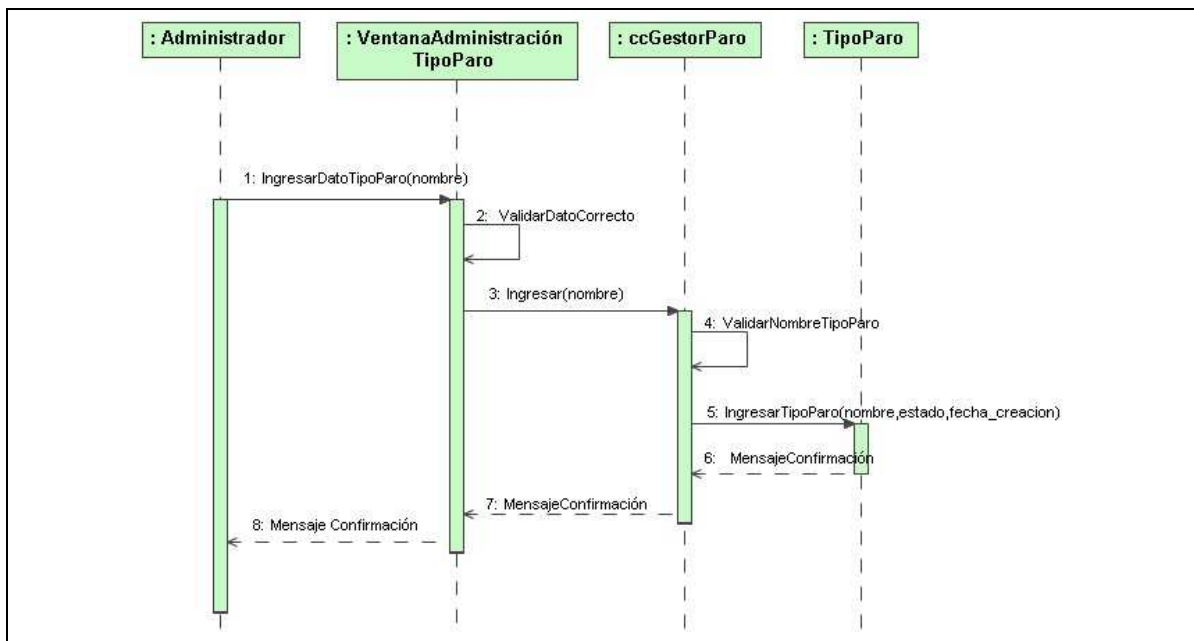 : Administrador
: VentanaAdministración
TipoParo
: ccGestorParo
: TipoParo
1: IngresarDatoTipoParo(nombre)
2: ValidarDatoCorrecto
3: Ingresar(nombre)
4: ValidarNombreTipoParo
5: IngresarTipoParo(nombre,estado,fecha_creacion)
6: MensajeConfirmación
7: MensajeConfirmación
8: Mensaje Confirmación